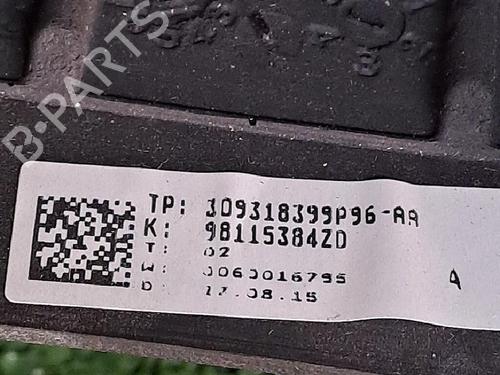 B-PARTS
TP: 309318399P96-AA
K: 98115384ZD
T: 02
W: 0060016795
D: 17.08.15
A